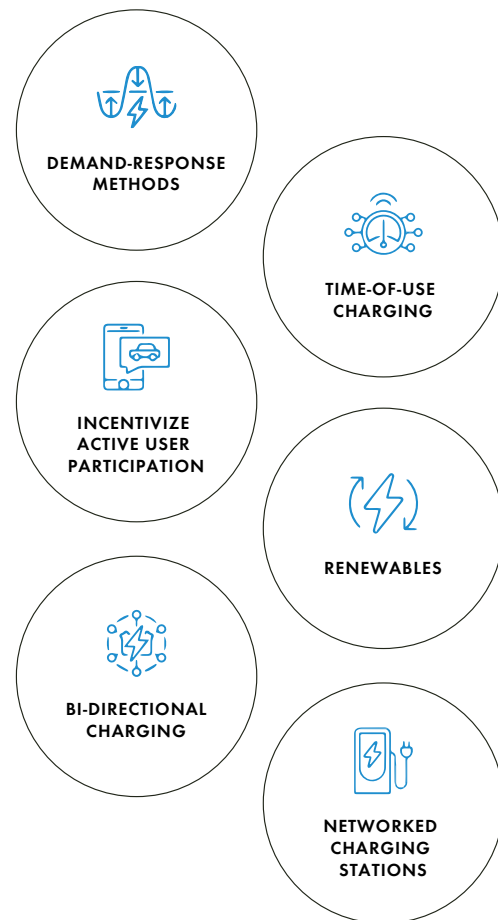 DEMAND-RESPONSE
METHODS
TIME-OF-USE
CHARGING
INCENTIVIZE
ACTIVE USER
PARTICIPATION
RENEWABLES
BI-DIRECTIONAL
CHARGING
NETWORKED
CHARGING
STATIONS